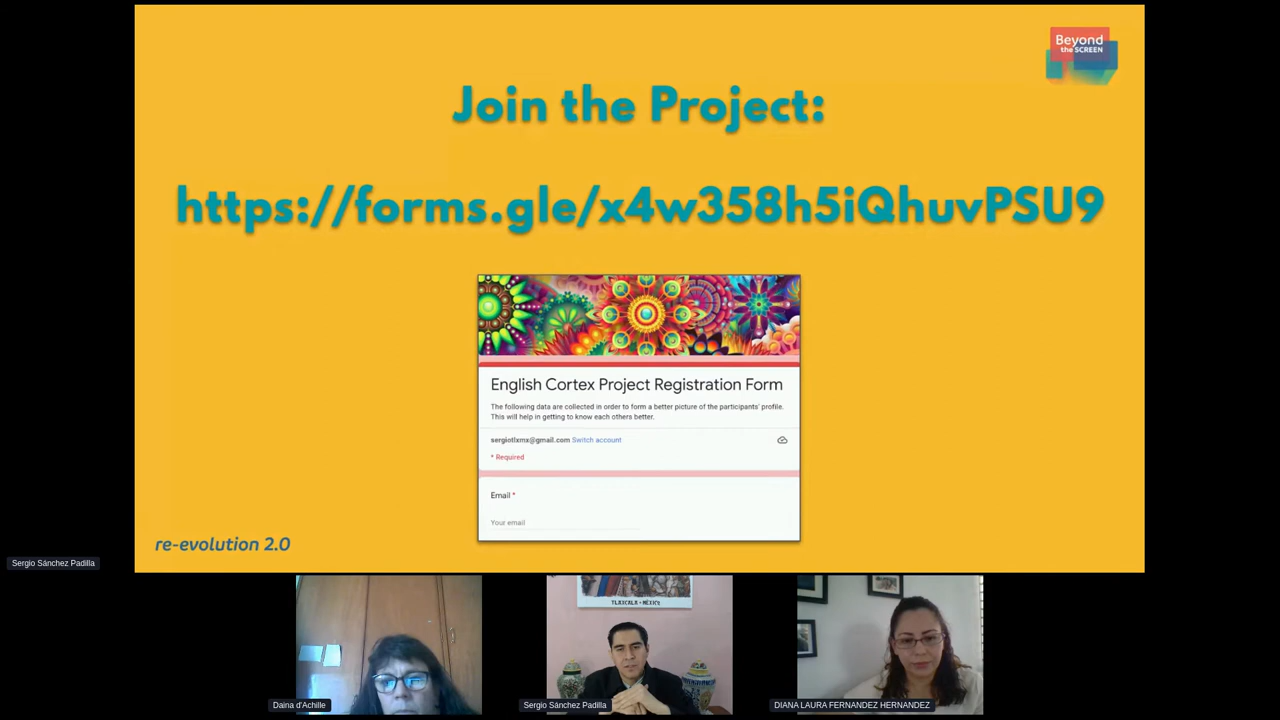 Beyond
the SCREEN
Join the Project:
https://forms.gle/x4w358h5iQhuvPSU9
English Cortex Project Registration Form
The following data are collected in order to form a better picture of the participants' profile.
This will help in getting to know each others better.
sergiotlxmx@gmail.com Switch account
* Required
Email *
Your email
re-evolution 2.0
Sergio Sánchez Padilla
TLAXCALA • MÉXICO
Daina d'Achille
Sergio Sánchez Padilla
DIANA LAURA FERNANDEZ HERNANDEZ